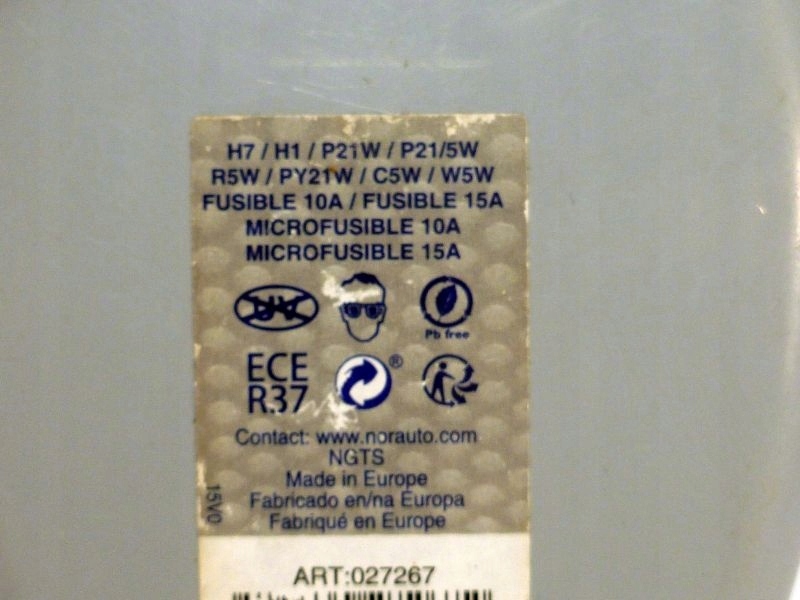 H7 / H1 / P21W / P21/5W
R5W / PY21W / C5W / W5W
FUSIBLE 10A / FUSIBLE 15A
MICROFUSIBLE 10A
MICROFUSIBLE 15A
Pb free
ECE
R37
®
Contact: www.norauto.com
NGTS
Made in Europe
Fabricado en/na Europa
Fabriqué en Europe
15V0
ART:027267